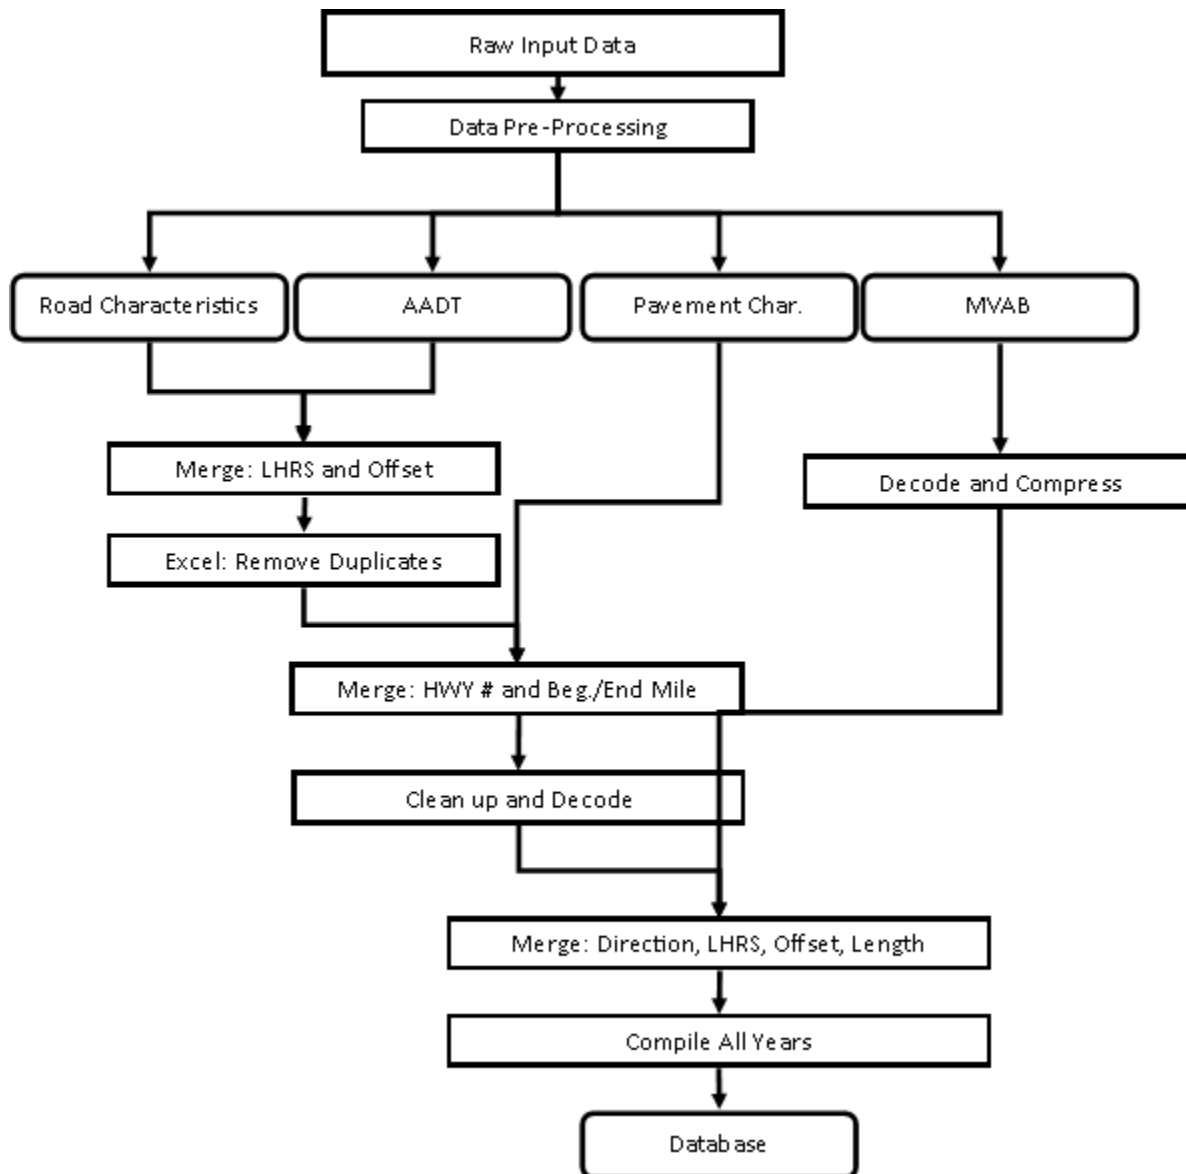 Raw Input Data
Data Pre-Processing
Road Characteristics
AADT
Pavement Char.
MVAB
Merge: LHRS and Offset
Decode and Compress
Excel: Remove Duplicates
Merge: HWY # and Beg./End Mile
Clean up and Decode
Merge: Direction, LHRS, Offset, Length
Compile All Years
Database